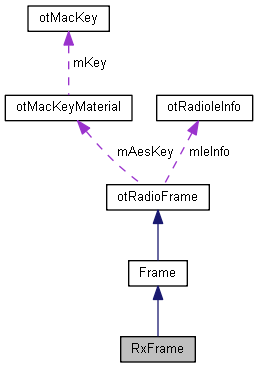 otMacKey
mKey
otMacKeyMaterial
otRadioIeInfo
mAesKey
mIeInfo
otRadioFrame
Frame
RxFrame